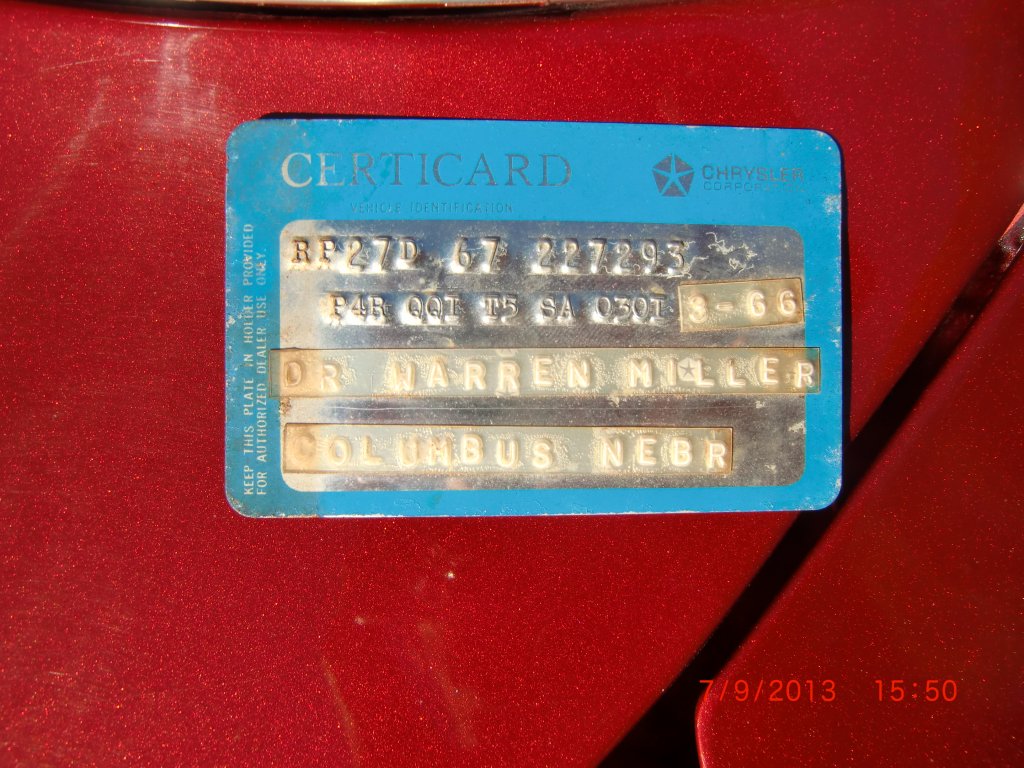 CERTICARD
VEHICLE IDENTIFICATION
CHRYSLER
CORPORATION
KEEP THIS PLATE IN HOLDER PROVIDED
FOR AUTHORIZED DEALER USE ONLY.
RP27D 67 227293
P4R QQT T5 SA 030T 3-66
DR WARREN MILLER
COLUMBUS NEBR
7/9/2013 15:50